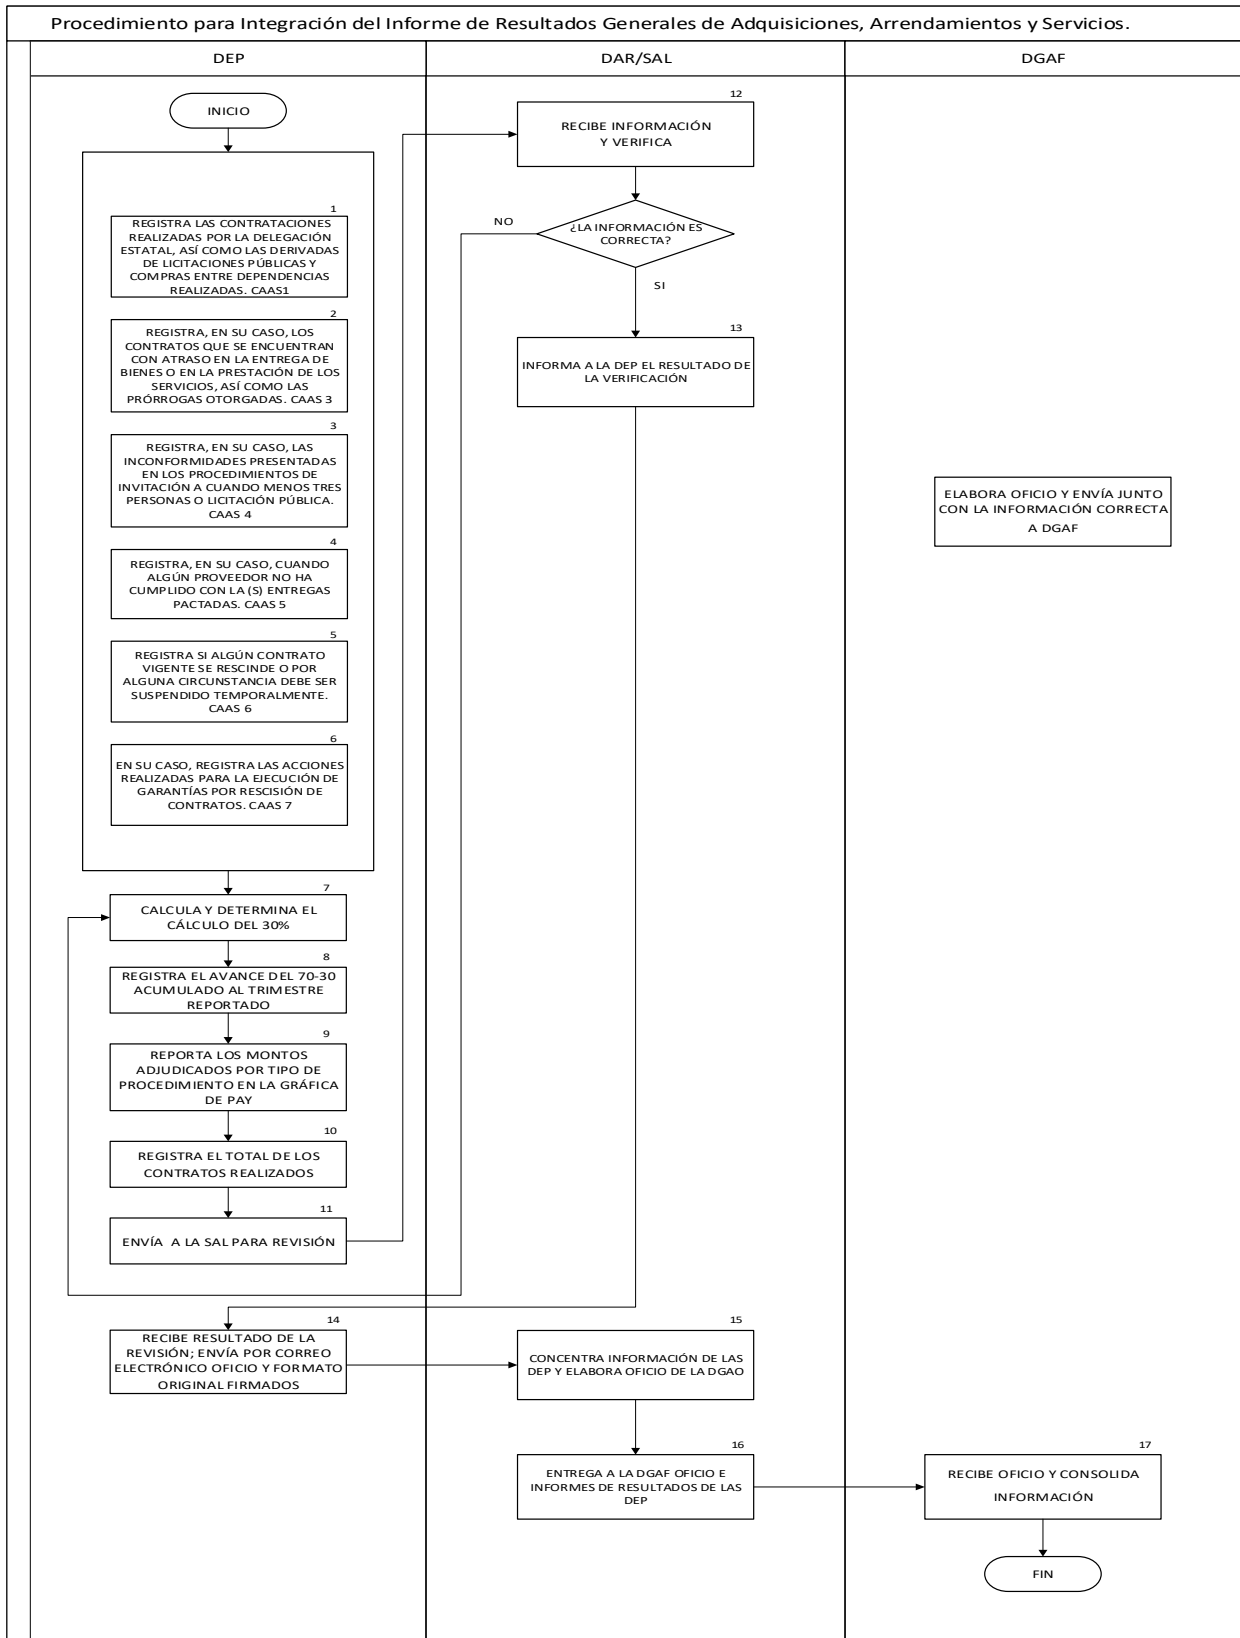 Procedimiento para Integración del Informe de Resultados Generales de Adquisiciones, Arrendamientos y Servicios.
DEP
DAR/SAL
DGAF
INICIO
1
REGISTRA LAS CONTRATACIONES
REALIZADAS POR LA DELEGACIÓN
ESTATAL, ASÍ COMO LAS DERIVADAS
DE LICITACIONES PÚBLICAS Y
COMPRAS ENTRE DEPENDENCIAS
REALIZADAS. CAAS1
2
REGISTRA, EN SU CASO, LOS
CONTRATOS QUE SE ENCUENTRAN
CON ATRASO EN LA ENTREGA DE
BIENES O EN LA PRESTACIÓN DE LOS
SERVICIOS, ASÍ COMO LAS
PRÓRROGAS OTORGADAS. CAAS 3
3
REGISTRA, EN SU CASO, LAS
INCONFORMIDADES PRESENTADAS
EN LOS PROCEDIMIENTOS DE
INVITACIÓN A CUANDO MENOS TRES
PERSONAS O LICITACIÓN PÚBLICA.
CAAS 4
4
REGISTRA, EN SU CASO, CUANDO
ALGÚN PROVEEDOR NO HA
CUMPLIDO CON LA (S) ENTREGAS
PACTADAS. CAAS 5
5
REGISTRA SI ALGÚN CONTRATO
VIGENTE SE RESCINDE O POR
ALGUNA CIRCUNSTANCIA DEBE SER
SUSPENDIDO TEMPORALMENTE.
CAAS 6
6
EN SU CASO, REGISTRA LAS ACCIONES
REALIZADAS PARA LA EJECUCIÓN DE
GARANTÍAS POR RESCISIÓN DE
CONTRATOS. CAAS 7
7
CALCULA Y DETERMINA EL
CÁLCULO DEL 30%
8
REGISTRA EL AVANCE DEL 70-30
ACUMULADO AL TRIMESTRE
REPORTADO
9
REPORTA LOS MONTOS
ADJUDICADOS POR TIPO DE
PROCEDIMIENTO EN LA GRÁFICA
DE PAY
10
REGISTRA EL TOTAL DE LOS
CONTRATOS REALIZADOS
11
ENVÍA A LA SAL PARA REVISIÓN
12
RECIBE INFORMACIÓN
Y VERIFICA
NO
¿LA INFORMACIÓN ES
CORRECTA?
SI
13
INFORMA A LA DEP EL RESULTADO DE
LA VERIFICACIÓN
ELABORA OFICIO Y ENVÍA JUNTO
CON LA INFORMACIÓN CORRECTA
A DGAF
14
RECIBE RESULTADO DE LA
REVISIÓN; ENVÍA POR CORREO
ELECTRÓNICO OFICIO Y FORMATO
ORIGINAL FIRMADOS
15
CONCENTRA INFORMACIÓN DE LAS
DEP Y ELABORA OFICIO DE LA DGAO
16
ENTREGA A LA DGAF OFICIO E
INFORMES DE RESULTADOS DE LAS
DEP
17
RECIBE OFICIO Y CONSOLIDA
INFORMACIÓN
FIN